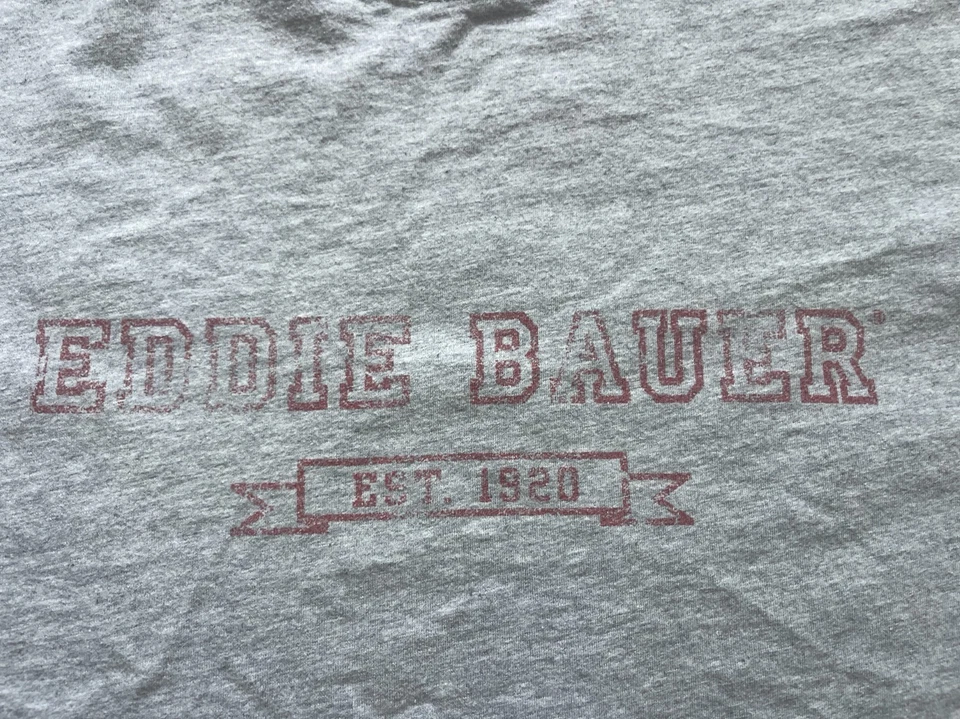 EDDIE BAUER®
EST. 1920